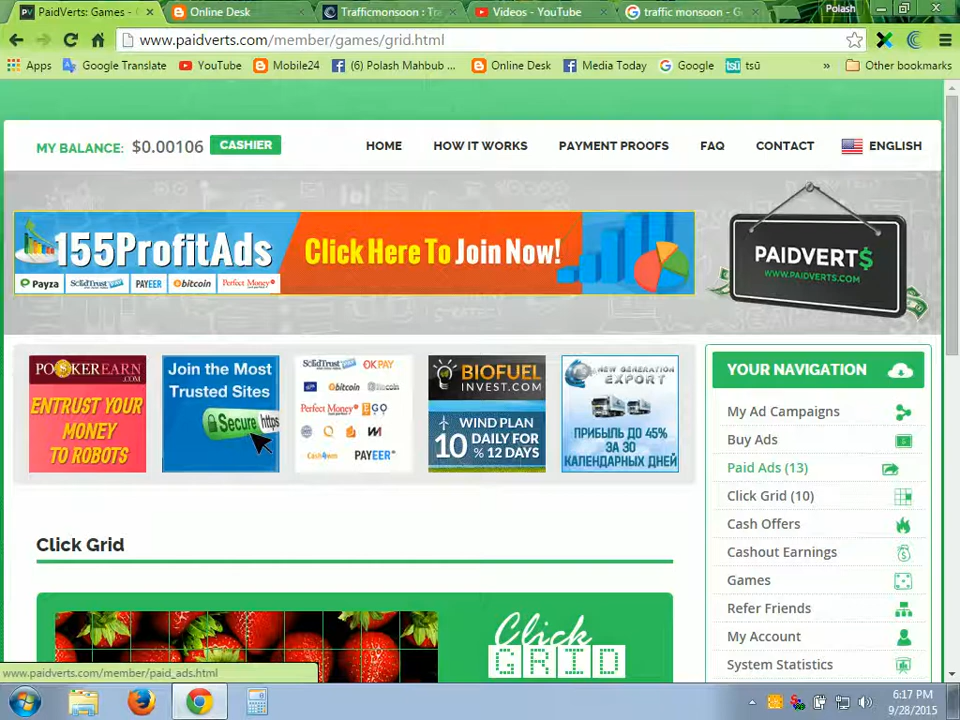 PaidVerts: Games -
Online Desk
Trafficmonsoon : Tra
Videos - YouTube
traffic monsoon - G
Polash
www.paidverts.com/member/games/grid.html
Apps
Google Translate
YouTube
Mobile24
(6) Polash Mahbub ...
Online Desk
Media Today
Google
tsū
»
Other bookmarks
MY BALANCE: $0.00106 CASHIER
HOME
HOW IT WORKS
PAYMENT PROOFS
FAQ
CONTACT
ENGLISH
155ProfitAds
Click Here To Join Now!
Payza
SolidTrustPay
PAYEER
bitcoin
Perfect Money
PAIDVERT$
WWW.PAIDVERTS.COM
POOKEREARN
.COM
ENTRUST YOUR
MONEY
TO ROBOTS
Join the Most
Trusted Sites
Secure https
SolidTrustPay OKPAY
bitcoin
Perfect Money EGO
PAYEER
BIOFUEL
INVEST.COM
WIND PLAN
10 % DAILY FOR
12 DAYS
NEW GENERATION
EXPORT
ПРИБЫЛЬ ДО 45%
ЗА 30
КАЛЕНДАРНЫХ ДНЕЙ
YOUR NAVIGATION
My Ad Campaigns
Buy Ads
Paid Ads (13)
Click Grid (10)
Cash Offers
Cashout Earnings
Games
Refer Friends
My Account
System Statistics
Click Grid
Click
GRID
www.paidverts.com/member/paid_ads.html
6:17 PM
9/28/2015